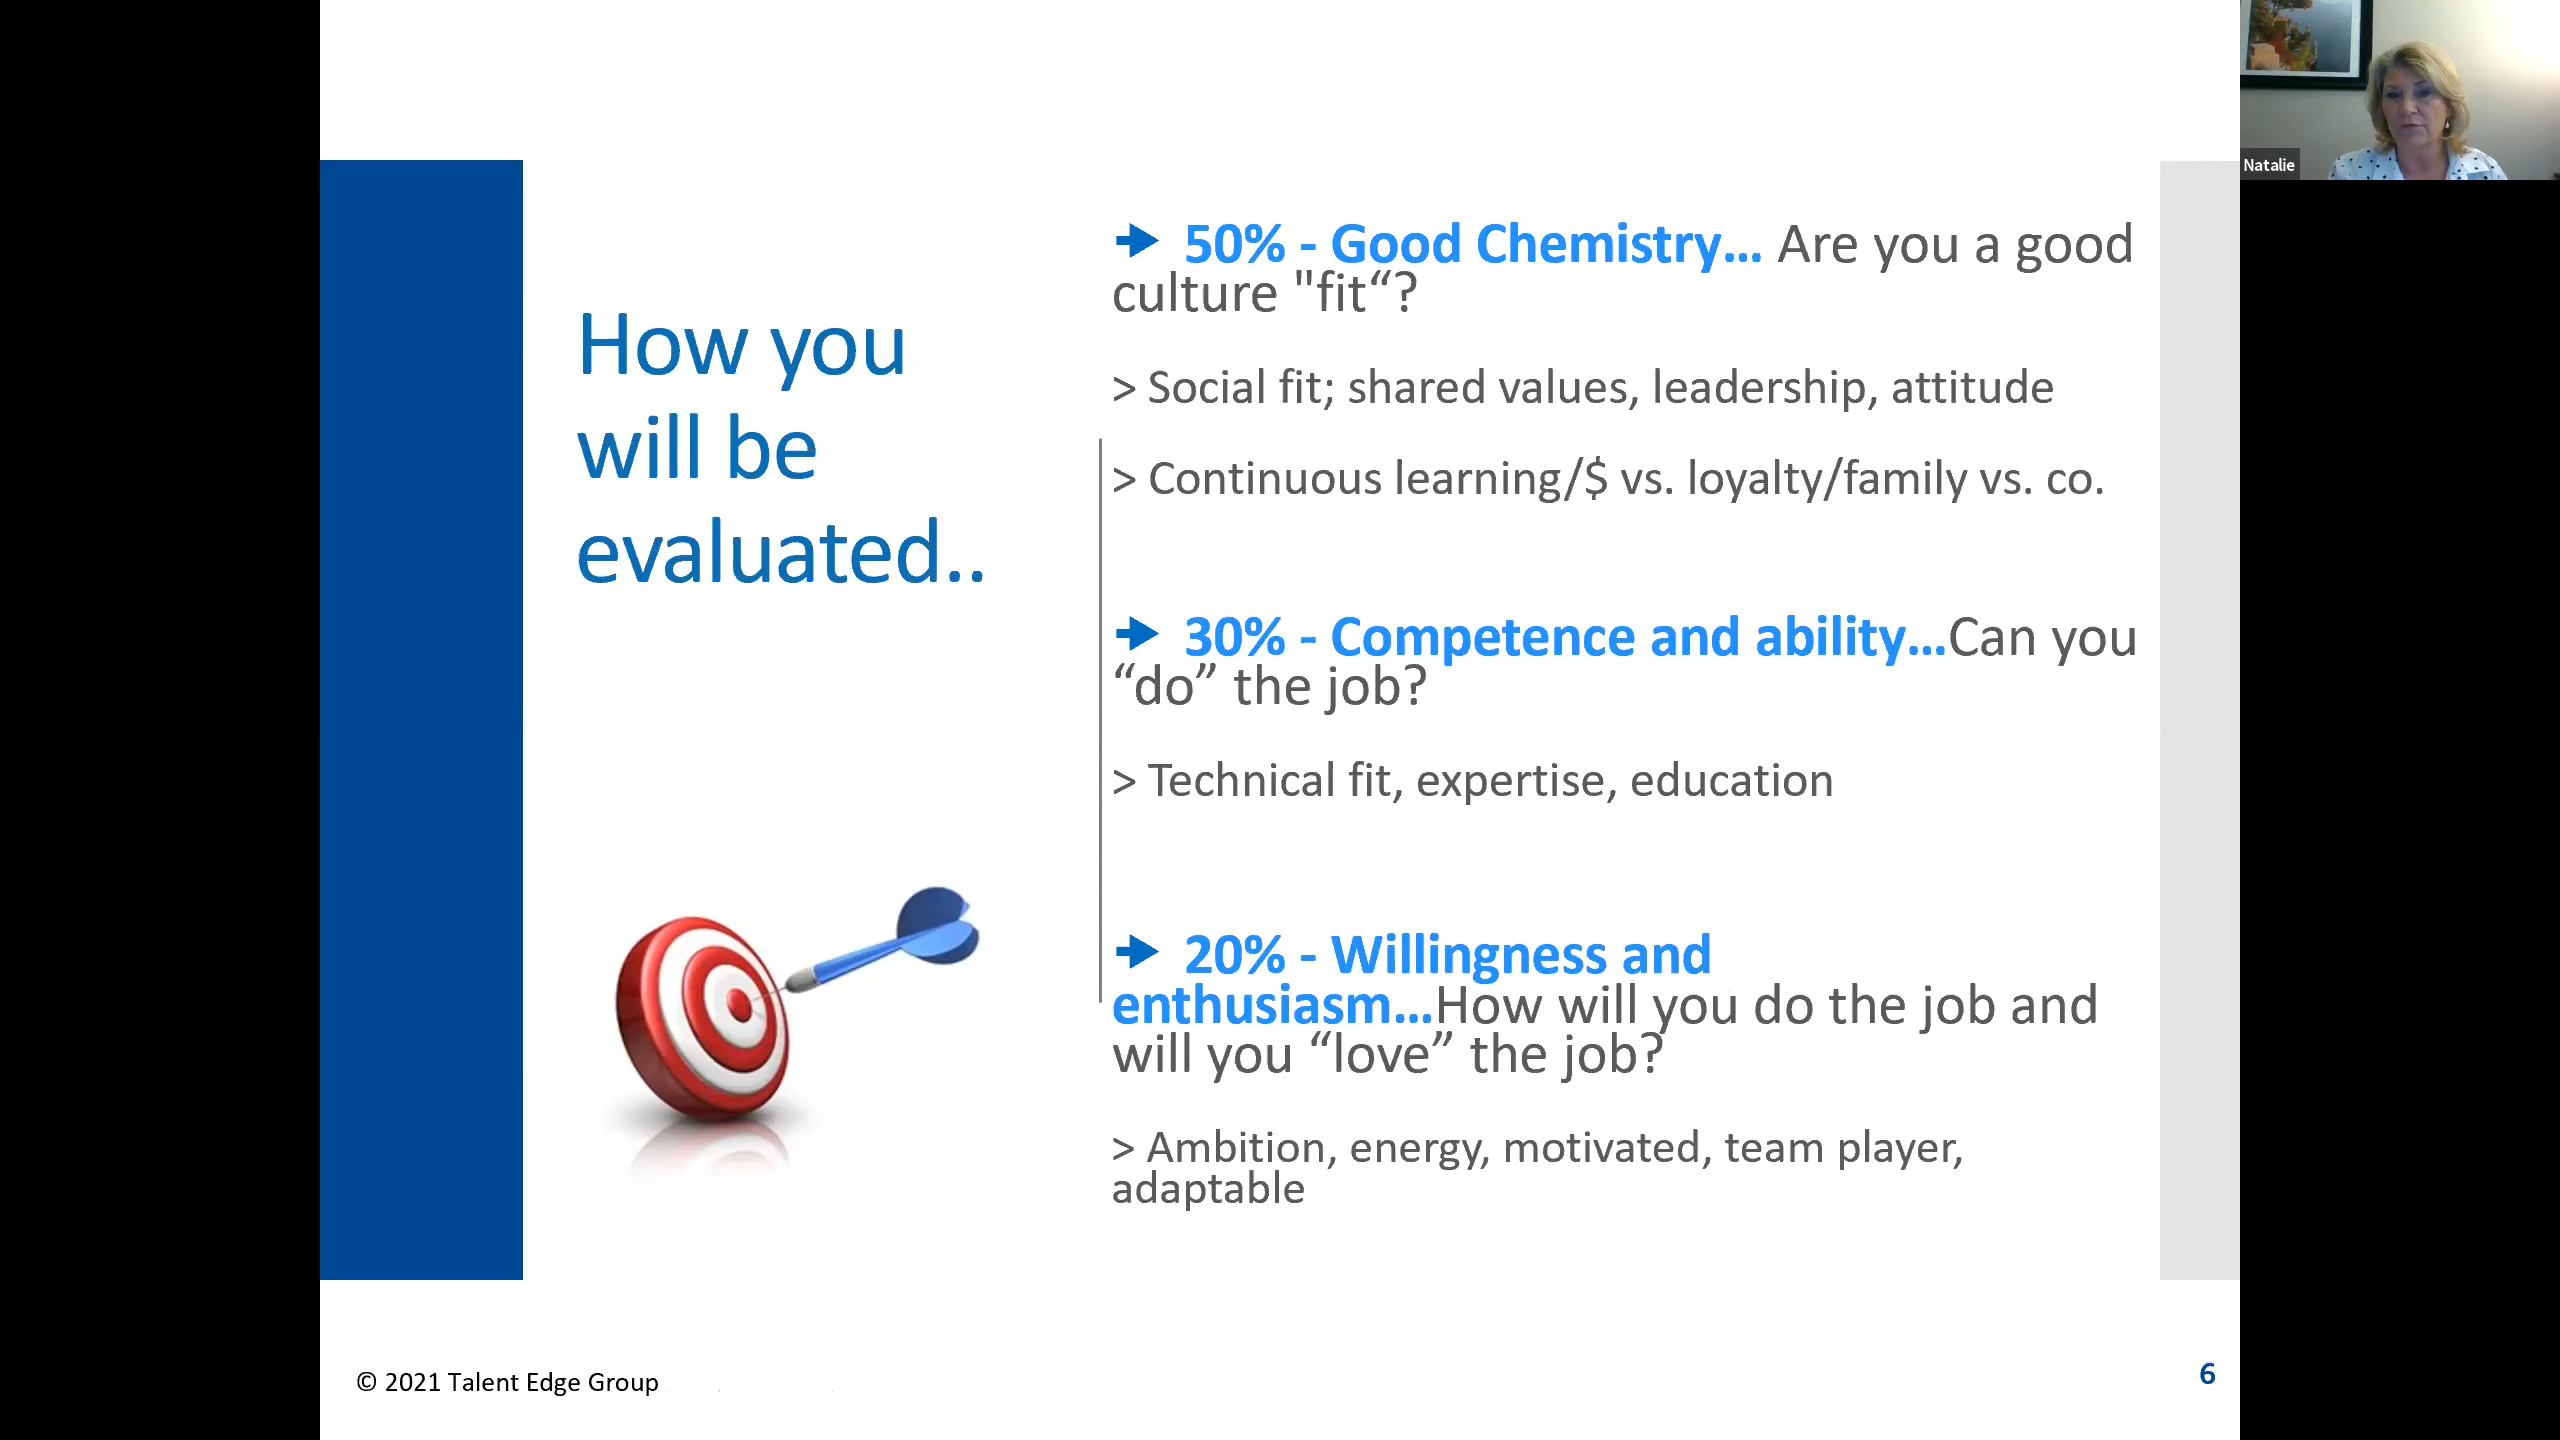 How you
will be
evaluated..
50% - Good Chemistry… Are you a good
culture "fit“?
> Social fit; shared values, leadership, attitude
> Continuous learning/$ vs. loyalty/family vs. co.
30% - Competence and ability…Can you
“do” the job?
> Technical fit, expertise, education
20% - Willingness and
enthusiasm…How will you do the job and
will you “love” the job?
> Ambition, energy, motivated, team player,
adaptable
© 2021 Talent Edge Group
6
Natalie